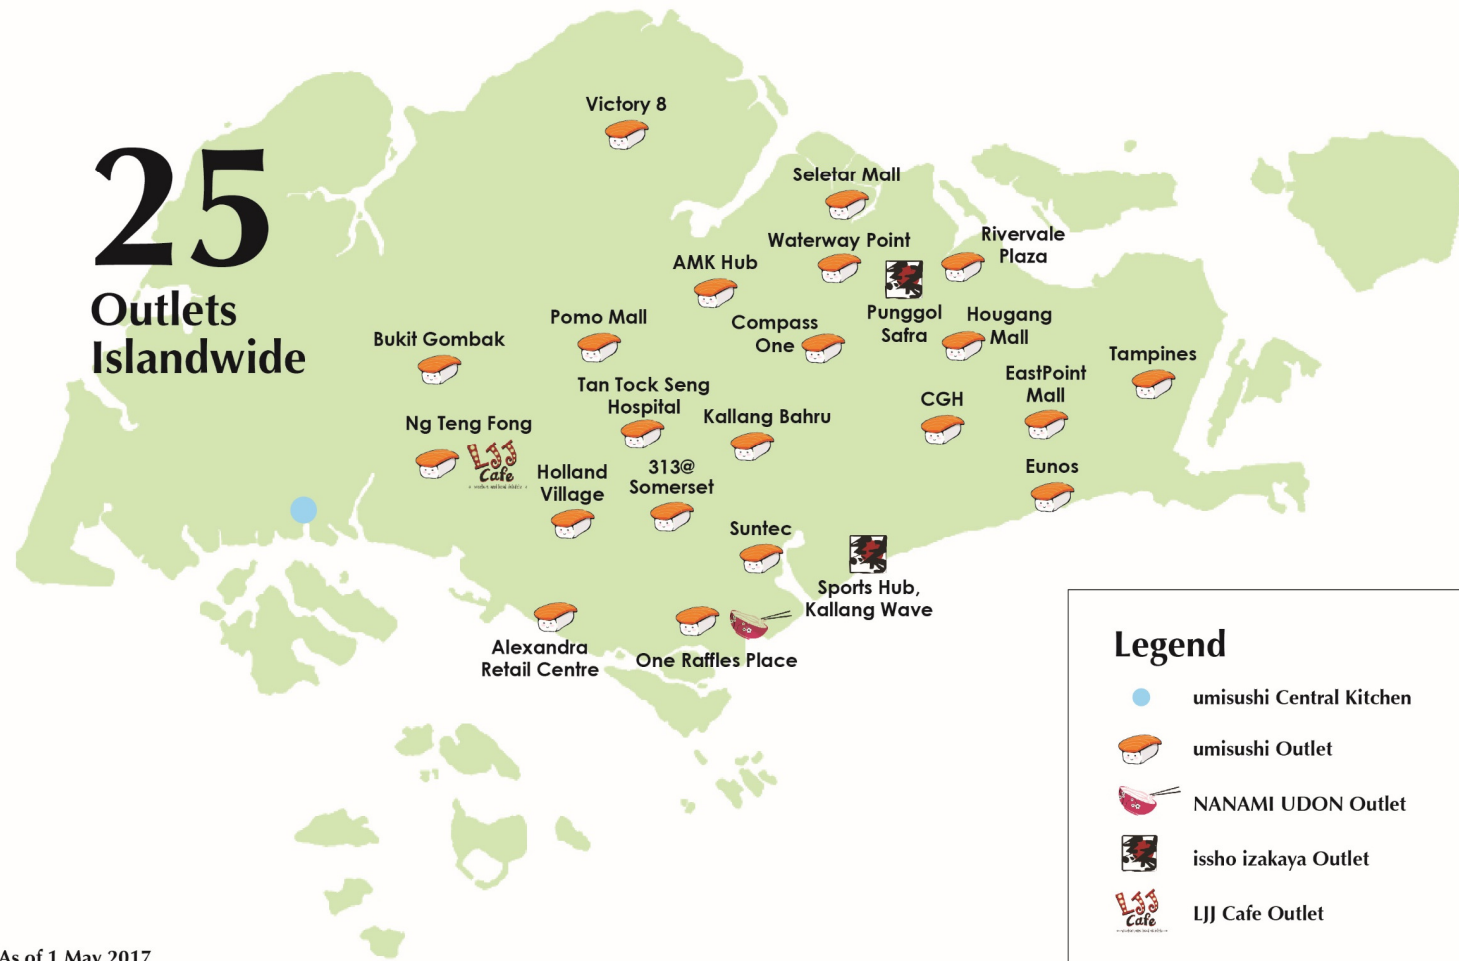 25
Outlets
Islandwide
Victory 8
Seletar Mall
Waterway Point
Rivervale
Plaza
AMK Hub
Punggol
Safra
Pomo Mall
Compass
One
Hougang
Mall
Bukit Gombak
Tampines
EastPoint
Mall
Tan Tock Seng
Hospital
CGH
Kallang Bahru
Ng Teng Fong
LJJ
Cafe
Holland
Village
313@
Somerset
Eunos
Suntec
Sports Hub,
Kallang Wave
Alexandra
Retail Centre
One Raffles Place
Legend
umisushi Central Kitchen
umisushi Outlet
NANAMI UDON Outlet
issho izakaya Outlet
LJJ
Cafe
LJJ Cafe Outlet
As of 1 May 2017